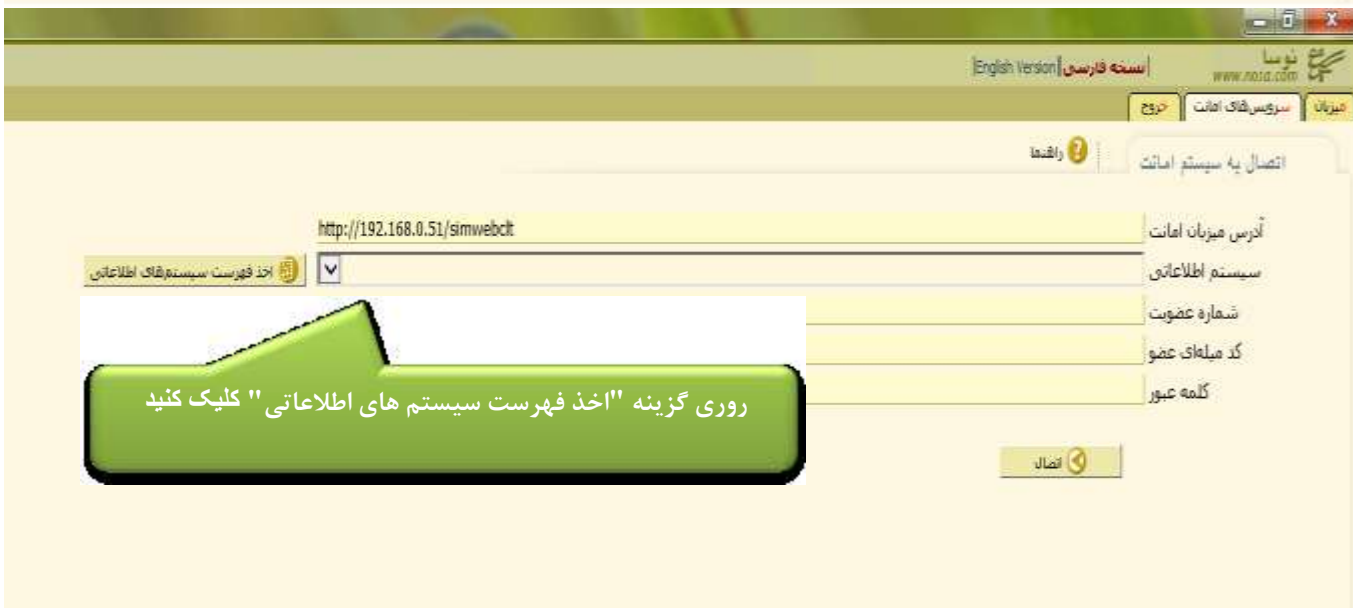 نوسا
www.nosa.com
نسخه فارسی|English Version|
میزبان سرویس‌های امانت خروج
اتصال به سیستم امانت
راهنما
آدرس میزبان امانت
http://192.168.0.51/simwebclt
سیستم اطلاعاتی
اخذ فهرست سیستم‌های اطلاعاتی
شماره عضویت
کد میله‌ای عضو
کلمه عبور
روری گزینه "اخذ فهرست سیستم های اطلاعاتی" کلیک کنید
اتصال